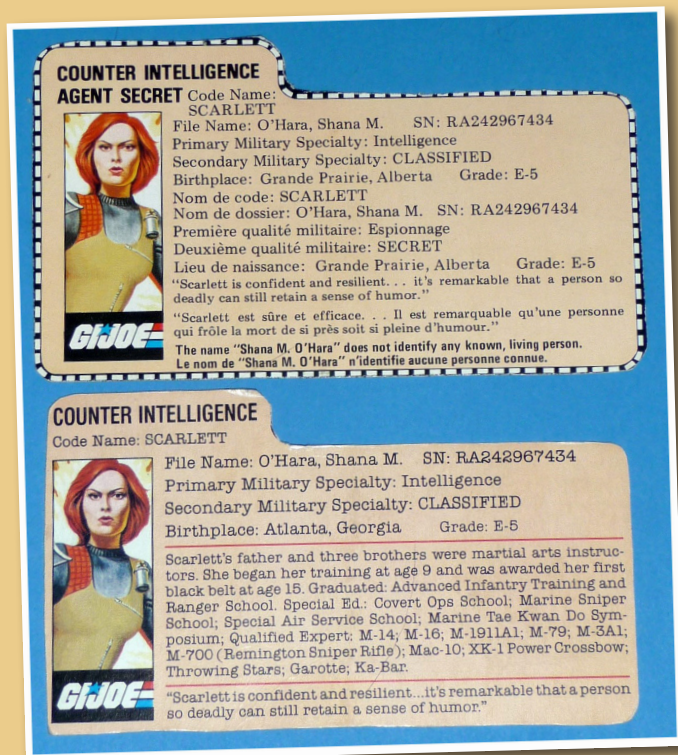 COUNTER INTELLIGENCE
AGENT SECRET Code Name:
SCARLETT
File Name: O'Hara, Shana M. SN: RA242967434
Primary Military Specialty: Intelligence
Secondary Military Specialty: CLASSIFIED
Birthplace: Grande Prairie, Alberta Grade: E-5
Nom de code: SCARLETT
Nom de dossier: O'Hara, Shana M. SN: RA242967434
Première qualité militaire: Espionnage
Deuxième qualité militaire: SECRET
Lieu de naissance: Grande Prairie, Alberta Grade: E-5
"Scarlett is confident and resilient. . . it's remarkable that a person so
deadly can still retain a sense of humor."
"Scarlett est sûre et efficace. . . Il est remarquable qu'une personne
qui frôle la mort de si près soit si pleine d'humour."
The name "Shana M. O'Hara" does not identify any known, living person.
Le nom de "Shana M. O'Hara" n'identifie aucune personne connue.
GIJOE
COUNTER INTELLIGENCE
Code Name: SCARLETT
File Name: O'Hara, Shana M. SN: RA242967434
Primary Military Specialty: Intelligence
Secondary Military Specialty: CLASSIFIED
Birthplace: Atlanta, Georgia Grade: E-5
Scarlett's father and three brothers were martial arts instruc-
tors. She began her training at age 9 and was awarded her first
black belt at age 15. Graduated: Advanced Infantry Training and
Ranger School. Special Ed.: Covert Ops School; Marine Sniper
School; Special Air Service School; Marine Tae Kwan Do Sym-
posium; Qualified Expert: M-14; M-16; M-1911A1; M-79; M-3A1;
M-700 (Remington Sniper Rifle); Mac-10; XK-1 Power Crossbow;
Throwing Stars; Garotte; Ka-Bar.
"Scarlett is confident and resilient...it's remarkable that a person
so deadly can still retain a sense of humor."
GIJOE